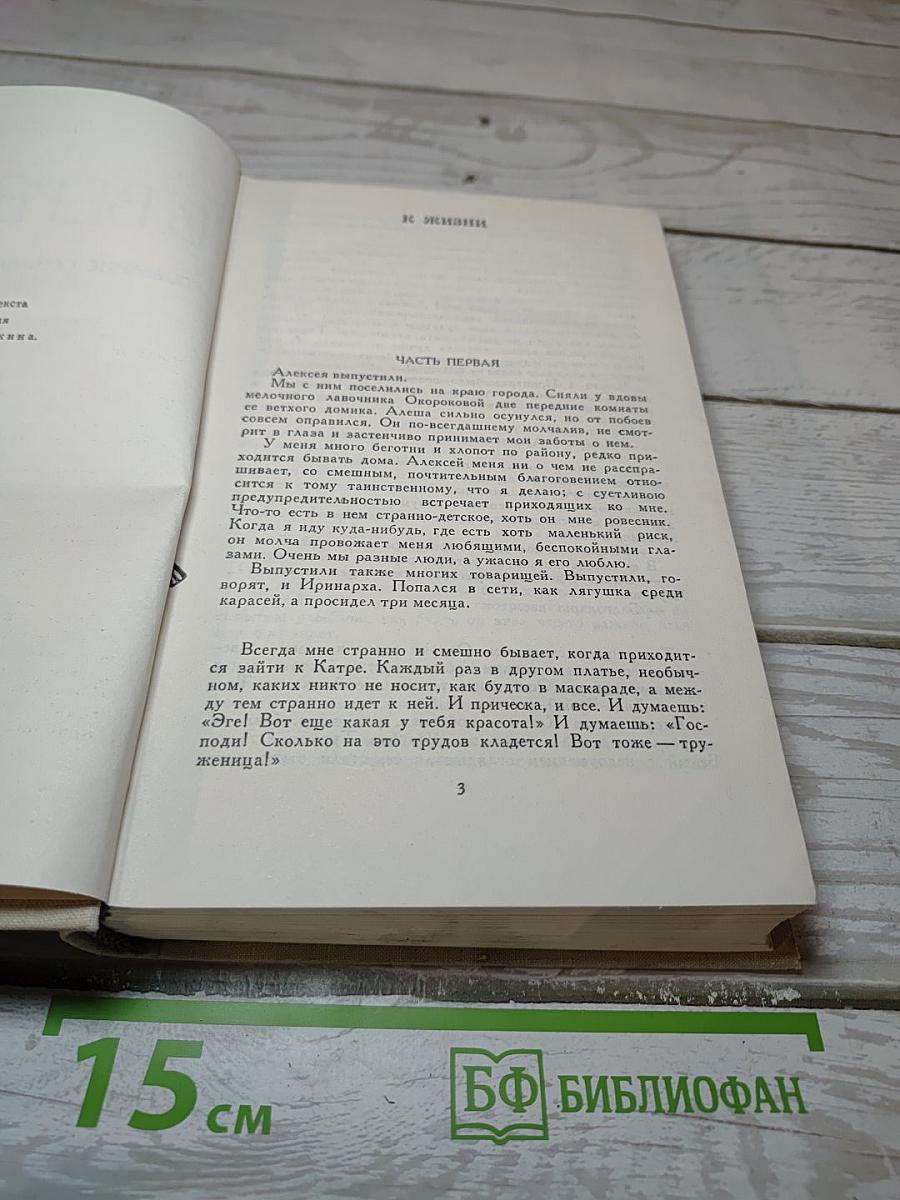 екста
ия
кина.
К ЖИЗНИ
ЧАСТЬ ПЕРВАЯ
Алексея выпустили.
Мы с ним поселились на краю города. Сняли у вдовы
мелочного лавочника Окороковой две передние комнаты
ее ветхого домика. Алеша сильно осунулся, но от побоев
совсем оправился. Он по-всегдашнему молчалив, не смот-
рит в глаза и застенчиво принимает мои заботы о нем.
У меня много беготни и хлопот по району, редко при-
ходится бывать дома. Алексей меня ни о чем не расспра-
шивает, со смешным, почтительным благоговением отно-
сится к тому таинственному, что я делаю; с суетливою
предупредительностью встречает приходящих ко мне.
Что-то есть в нем странно-детское, хоть он мне ровесник.
Когда я иду куда-нибудь, где есть хоть маленький риск,
он молча провожает меня любящими, беспокойными гла-
зами. Очень мы разные люди, а ужасно я его люблю.
Выпустили также многих товарищей. Выпустили, го-
ворят, и Иринарха. Попался в сети, как лягушка среди
карасей, а просидел три месяца.
Всегда мне странно и смешно бывает, когда приходит-
ся зайти к Катре. Каждый раз в другом платье, необыч-
ном, каких никто не носит, как будто в маскараде, а меж-
ду тем странно идет к ней. И прическа, и все. И думаешь:
«Эге! Вот еще какая у тебя красота!» И думаешь: «Гос-
поди! Сколько на это трудов кладется! Вот тоже — тру-
женица!»
3
15 см
БФ БИБЛИОФАН